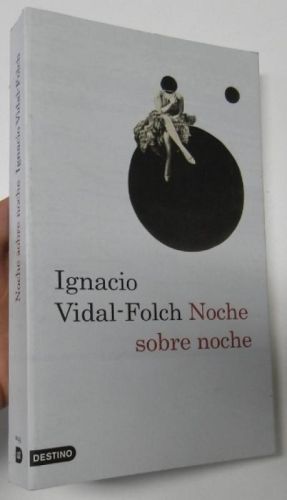 Ignacio
Vidal-Folch Noche
sobre noche
DESTINO
Noche sobre noche Ignacio Vidal-Folch